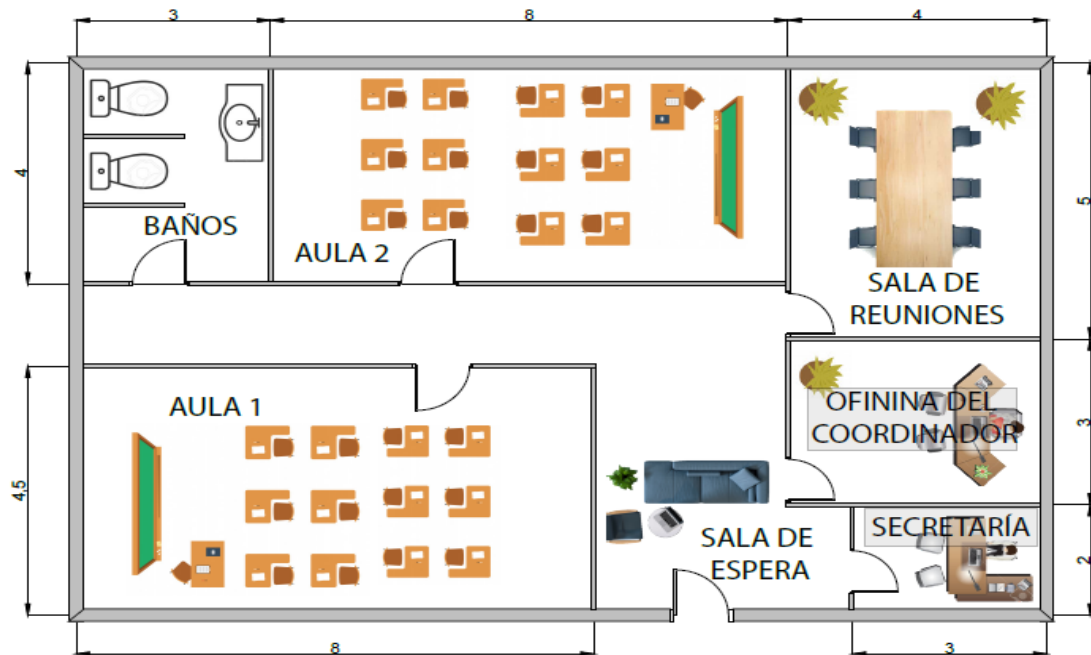 3
8
4
4
5
BAÑOS
AULA 2
SALA DE
REUNIONES
AULA 1
OFININA DEL
COORDINADOR
3
4,5
SALA DE
ESPERA
SECRETARÍA
2
8
3